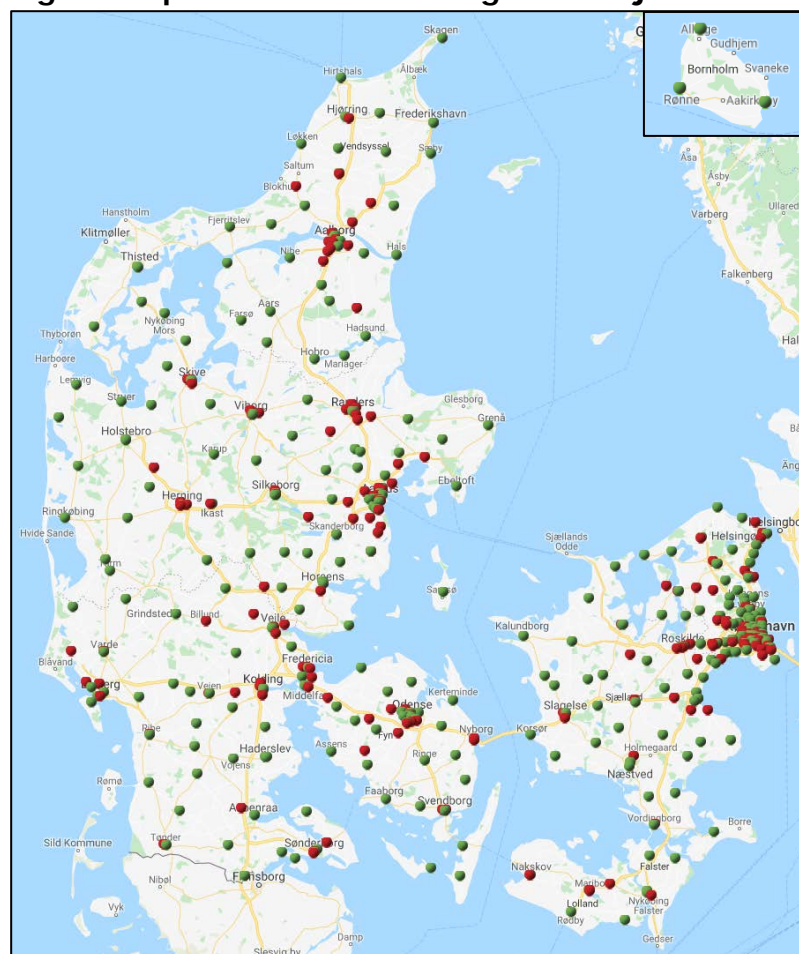 Skagen
Allinge
Gudhjem
Bornholm
Svaneke
Rønne
Aakirkeby
Hirtshals
Ålbæk
Hjørring
Frederikshavn
Løkken
Vendsyssel
Sæby
Saltum
Blokhus
Åsa
Åsby
Ullared
Hanstholm
Fjerritslev
Varberg
Klitmøller
Aalborg
Thisted
Nibe
Hals
Falkenberg
Nykøbing
Mors
Farsø
Aars
Thyborøn
Hadsund
Harboøre
Hobro
Mariager
Lemvig
Skive
Struer
Viborg
Randers
Glesborg
Grenå
Holstebro
Karup
Herning
Silkeborg
Ebeltoft
Ringkøbing
Ikast
Skanderborg
Hvide Sande
Sjællands
Odde
Helsingør
Horsens
Samsø
Grindsted
Billund
Vejle
Kalundborg
Roskilde
Varde
Blåvand
Fredericia
Kolding
Middelfart
Vejen
Kerteminde
Odense
Slagelse
Sjælland
Ribe
Nyborg
Korsør
Fyn
Assens
Ringe
Holmegaard
Haderslev
Vojens
Næstved
Rømø
Faaborg
Svendborg
Aabenraa
Vordingborg
Borre
Sild Kommune
Tønder
Sønderborg
Nakskov
Falster
Maribo
Nibøl
Flensborg
Lolland
Nykøbing
Falster
Rødby
Vyk
Gedser
Damp
Slesvig